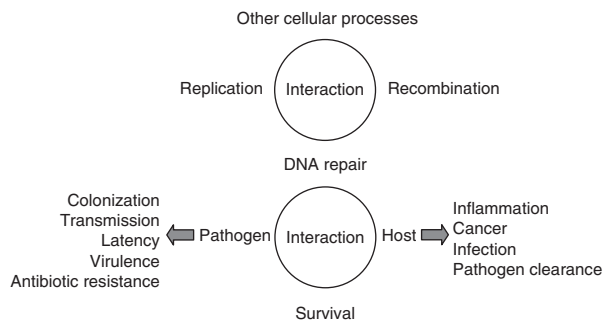 Other cellular processes
Replication Interaction Recombination
DNA repair
Colonization
Transmission
Latency
Virulence
Antibiotic resistance
Pathogen Interaction Host
Inflammation
Cancer
Infection
Pathogen clearance
Survival